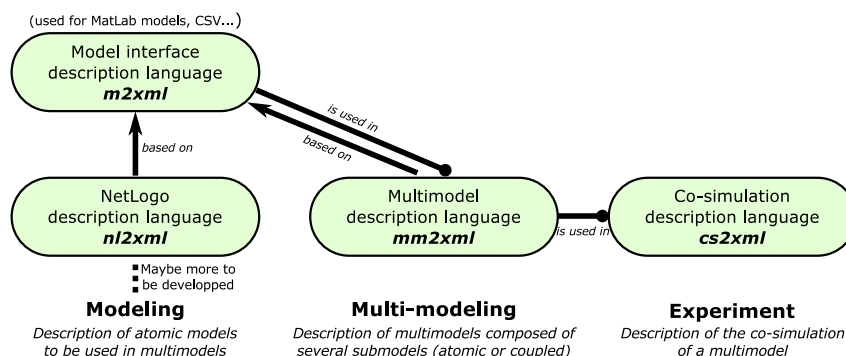 (used for MatLab models, CSV...)
Model interface
description language
m2xml
is used in
based on
based on
NetLogo
description language
nl2xml
Multimodel
description language
mm2xml
is used in
Co-simulation
description language
cs2xml
Maybe more to
be developped
Modeling
Description of atomic models
to be used in multimodels
Multi-modeling
Description of multimodels composed of
several submodels (atomic or coupled)
Experiment
Description of the co-simulation
of a multimodel